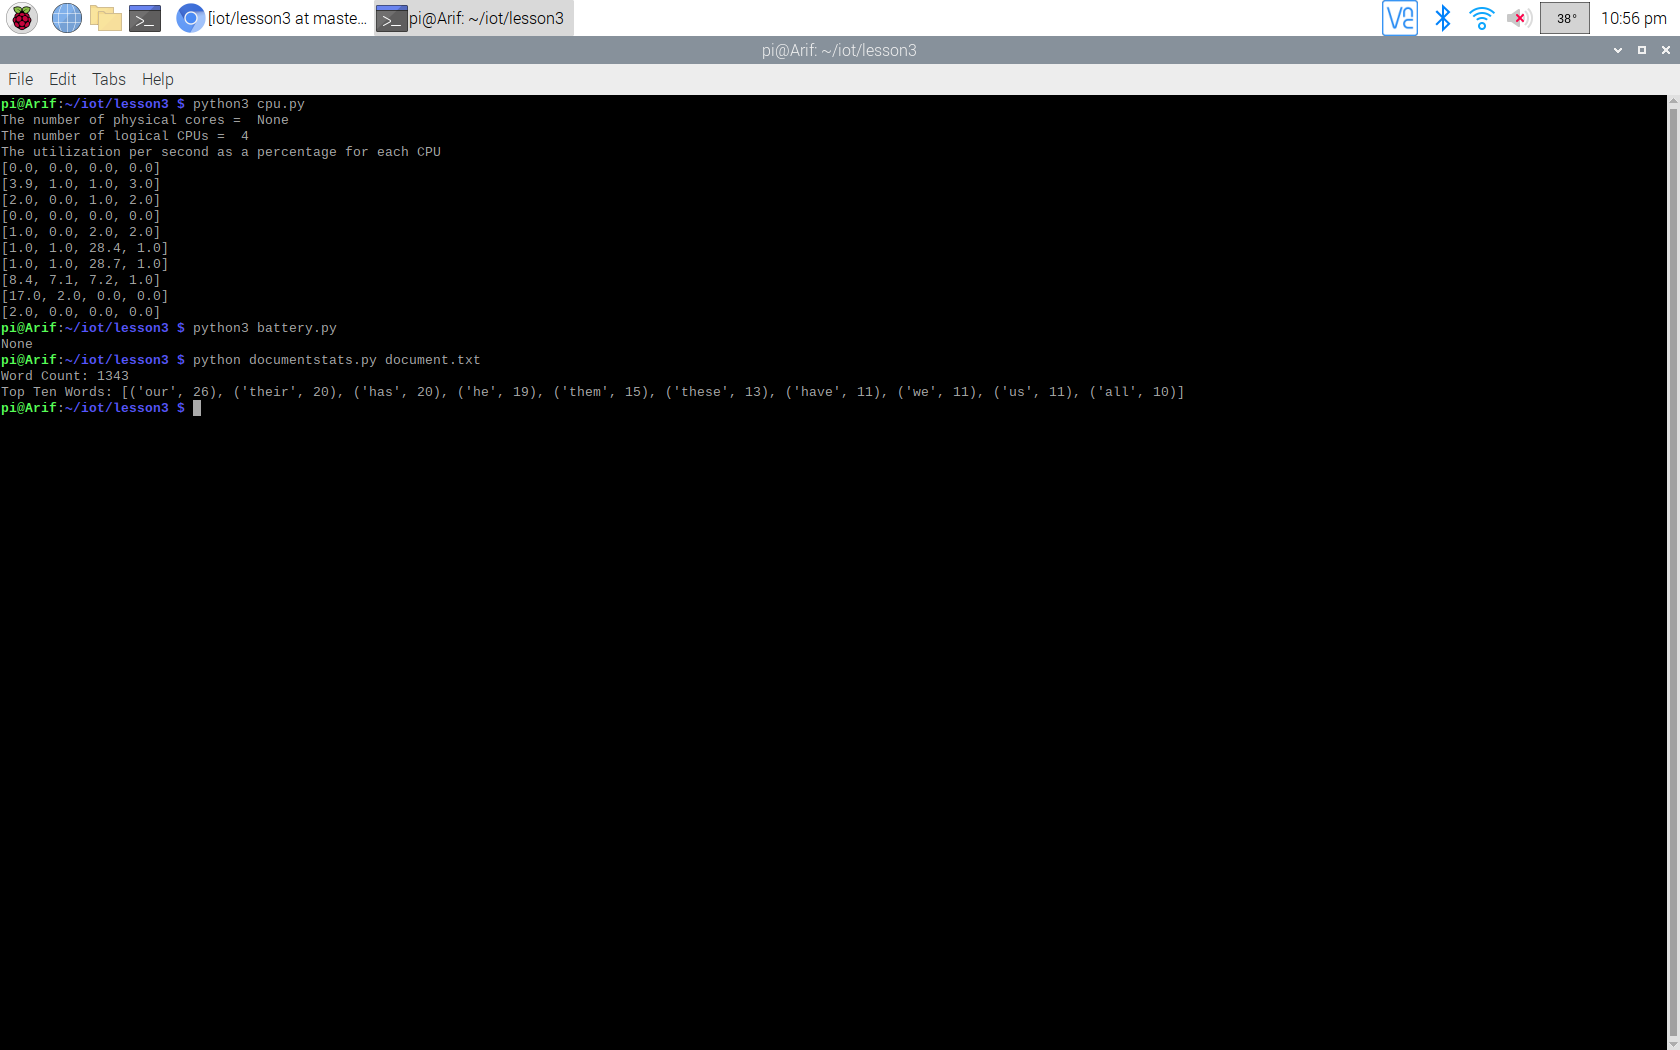 [iot/lesson3 at maste... pi@Arif: ~/iot/lesson3 38° 10:56 pm
pi@Arif: ~/iot/lesson3
File Edit Tabs Help
pi@Arif:~/iot/lesson3 $ python3 cpu.py
The number of physical cores =  None
The number of logical CPUs =  4
The utilization per second as a percentage for each CPU
[0.0, 0.0, 0.0, 0.0]
[3.9, 1.0, 1.0, 3.0]
[2.0, 0.0, 1.0, 2.0]
[0.0, 0.0, 0.0, 0.0]
[1.0, 0.0, 2.0, 2.0]
[1.0, 1.0, 28.4, 1.0]
[1.0, 1.0, 28.7, 1.0]
[8.4, 7.1, 7.2, 1.0]
[17.0, 2.0, 0.0, 0.0]
[2.0, 0.0, 0.0, 0.0]
pi@Arif:~/iot/lesson3 $ python3 battery.py
None
pi@Arif:~/iot/lesson3 $ python documentstats.py document.txt
Word Count: 1343
Top Ten Words: [('our', 26), ('their', 20), ('has', 20), ('he', 19), ('them', 15), ('these', 13), ('have', 11), ('we', 11), ('us', 11), ('all', 10)]
pi@Arif:~/iot/lesson3 $